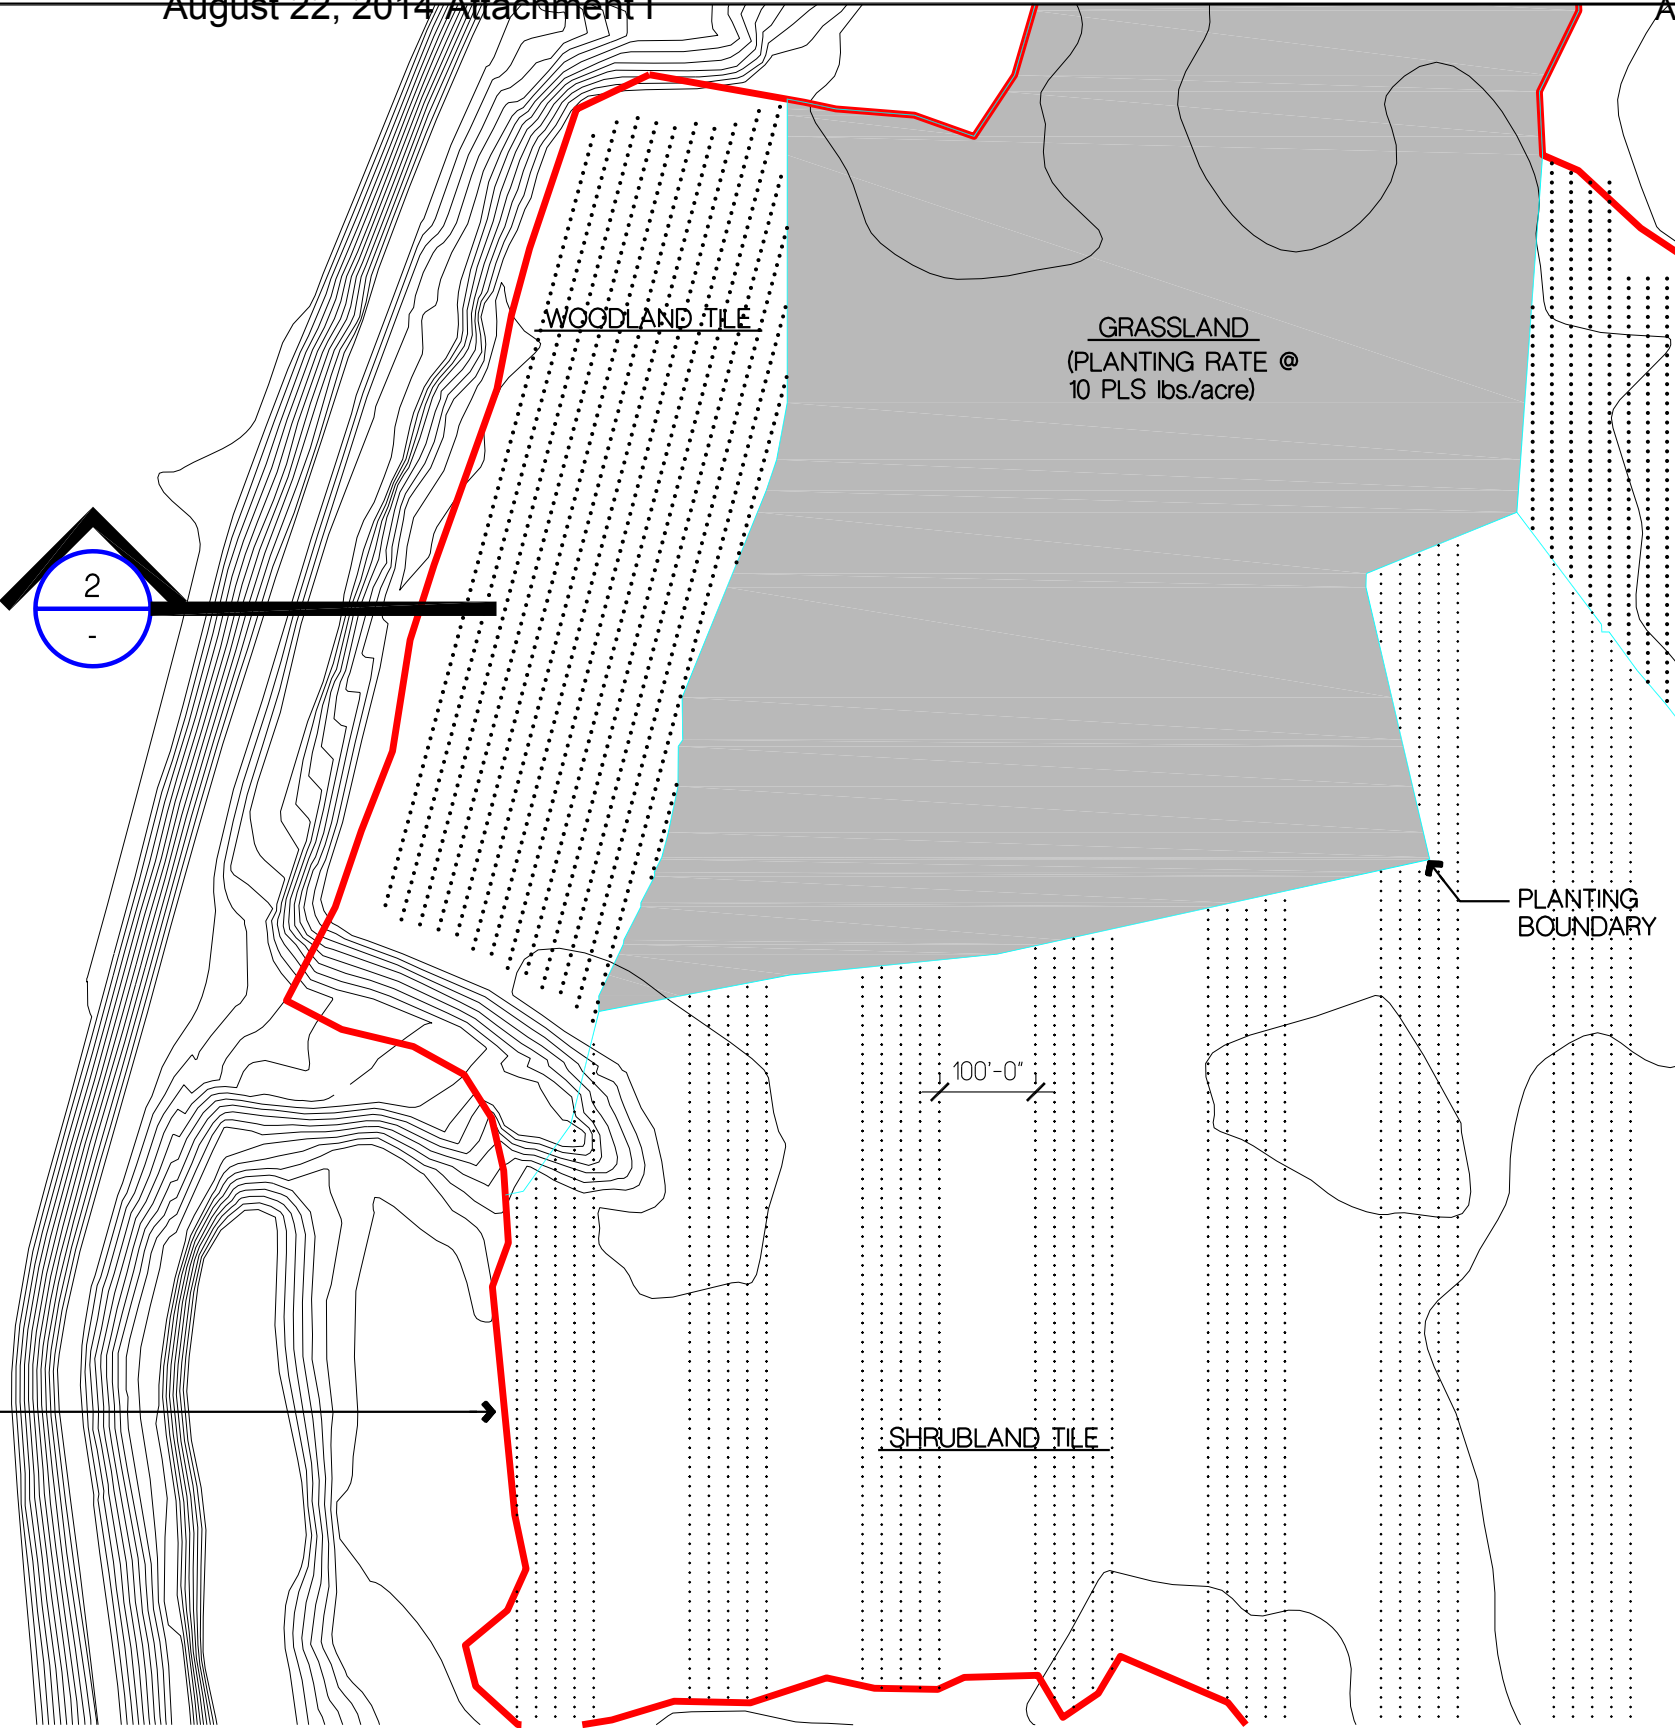 August 22, 2014 Attachment I
WOODLAND TILE
GRASSLAND
(PLANTING RATE @
10 PLS lbs./acre)
2
-
PLANTING
BOUNDARY
100'-0"
SHRUBLAND TILE